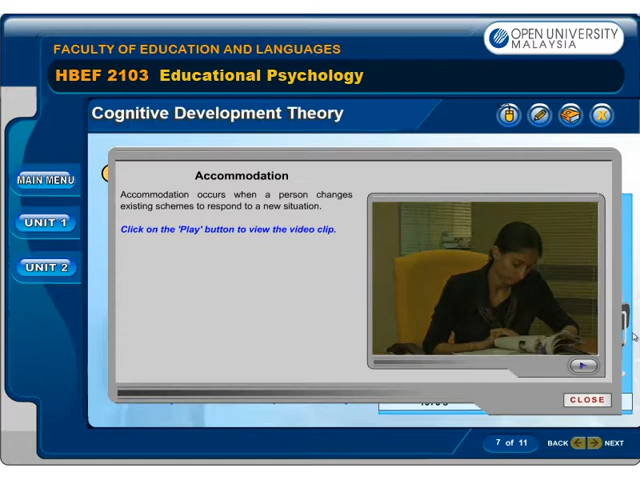 OPEN UNIVERSITY
MALAYSIA
FACULTY OF EDUCATION AND LANGUAGES
HBEF 2103 Educational Psychology
Cognitive Development Theory
MAIN MENU
UNIT 1
UNIT 2
Accommodation
Accommodation occurs when a person changes
existing schemes to respond to a new situation.
Click on the 'Play' button to view the video clip.
CLOSE
7 of 11
BACK
NEXT